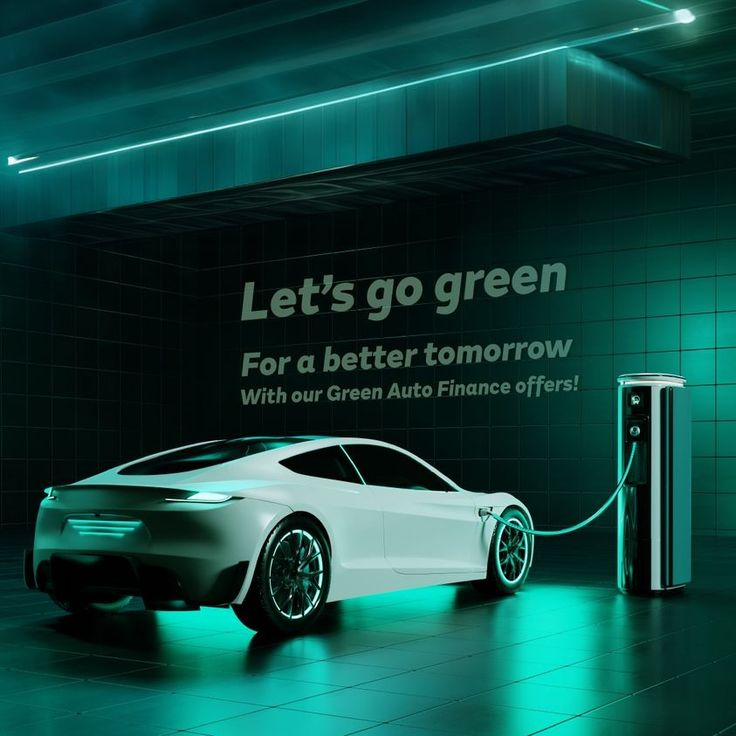 Let's go green
For a better tomorrow
With our Green Auto Finance offers!